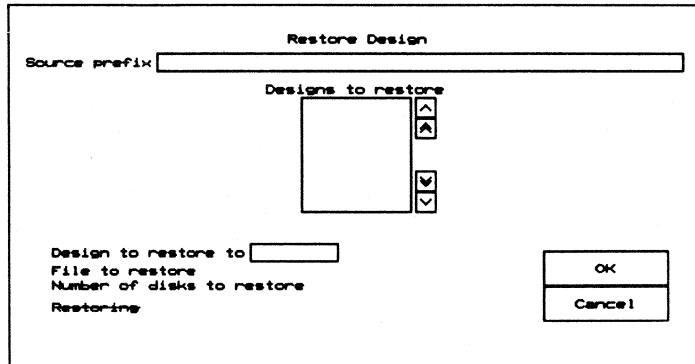 Restore Design
Source prefix
Designs to restore
Design to restore to
File to restore
Number of disks to restore
Restoring
OK
Cancel